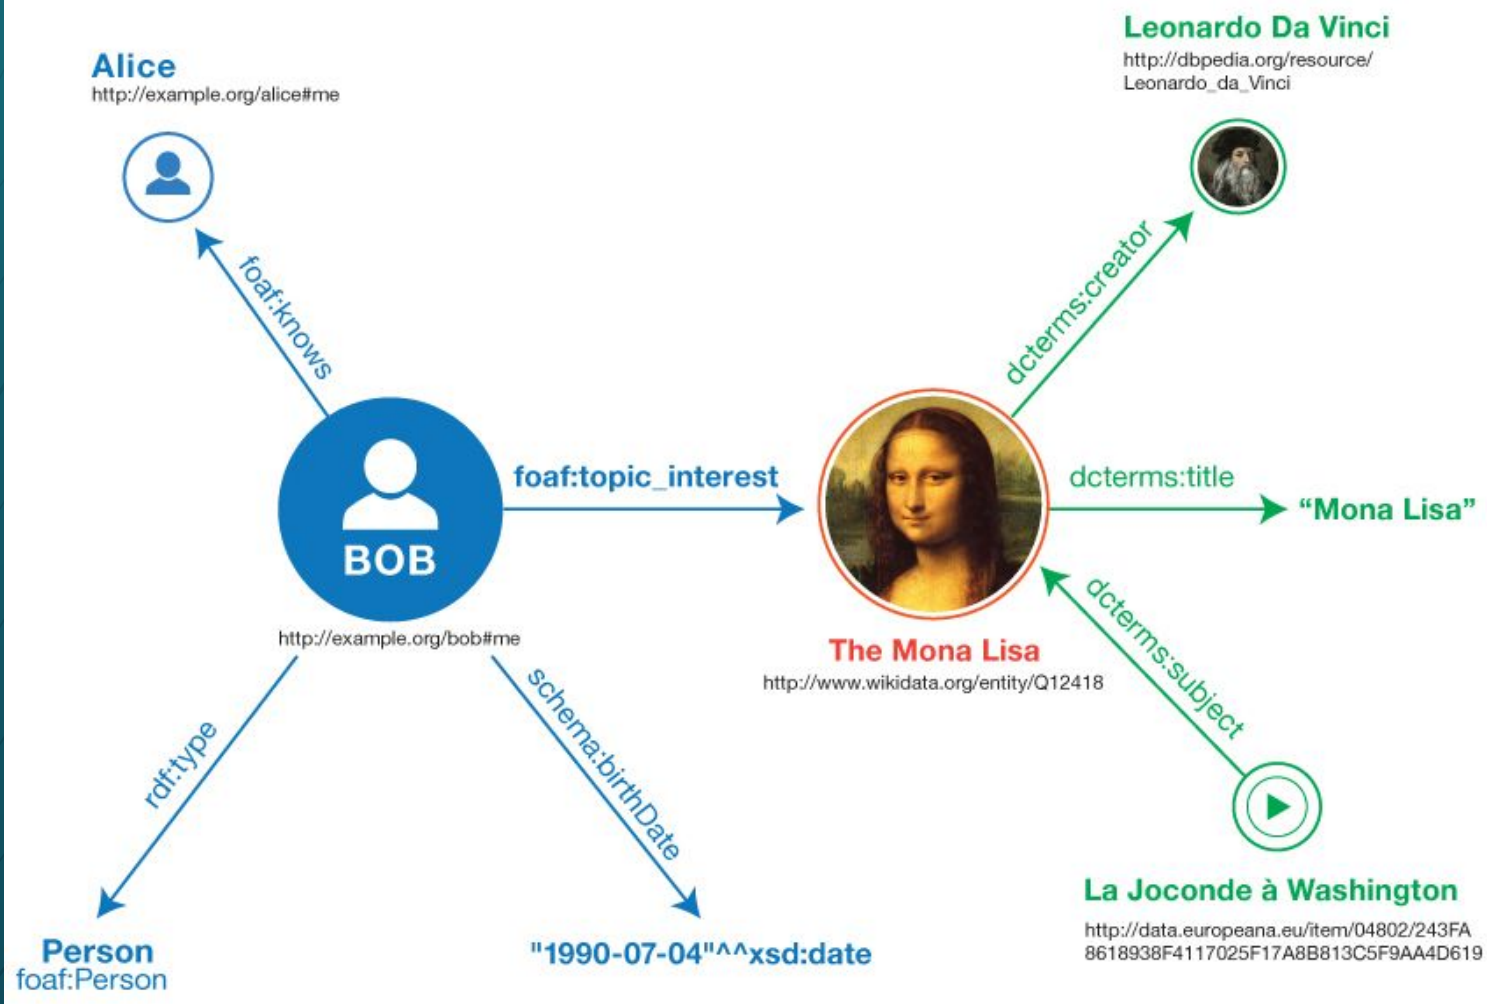 Alice
http://example.org/alice#me
Leonardo Da Vinci
http://dbpedia.org/resource/
Leonardo_da_Vinci
foaf:knows
dcterms:creator
foaf:topic_interest
dcterms:title
“Mona Lisa”
BOB
http://example.org/bob#me
The Mona Lisa
http://www.wikidata.org/entity/Q12418
dcterms:subject
rdf:type
schema:birthDate
La Joconde à Washington
http://data.europeana.eu/item/04802/243FA
8618938F4117025F17A8B813C5F9AA4D619
Person
foaf:Person
"1990-07-04"^^xsd:date